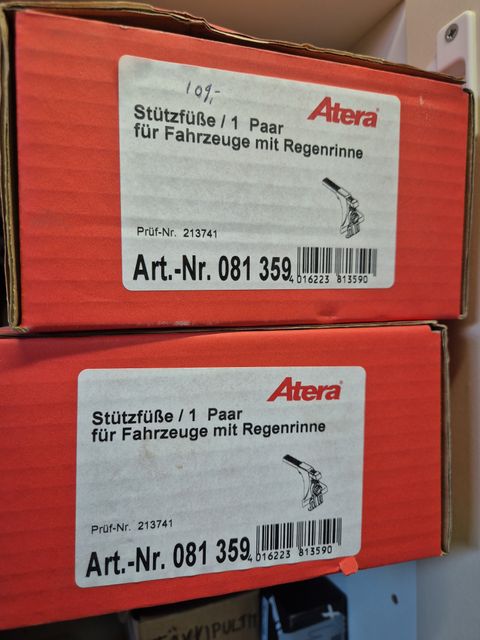 109,-
Atera
Stützfüße / 1 Paar
für Fahrzeuge mit Regenrinne
Prüf-Nr. 213741
Art.-Nr. 081 359
4 016223 813590
Atera
Stützfüße / 1 Paar
für Fahrzeuge mit Regenrinne
Prüf-Nr. 213741
Art.-Nr. 081 359
4 016223 813590